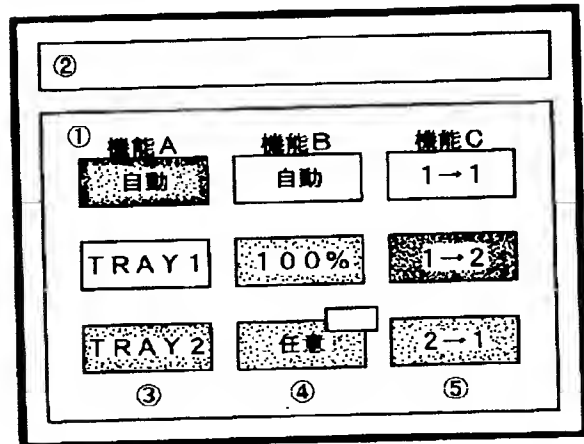 ②
①
機能A 機能B 機能C
自動 自動 1→1
TRAY1 100% 1→2
TRAY2 任意 2→1
③ ④ ⑤